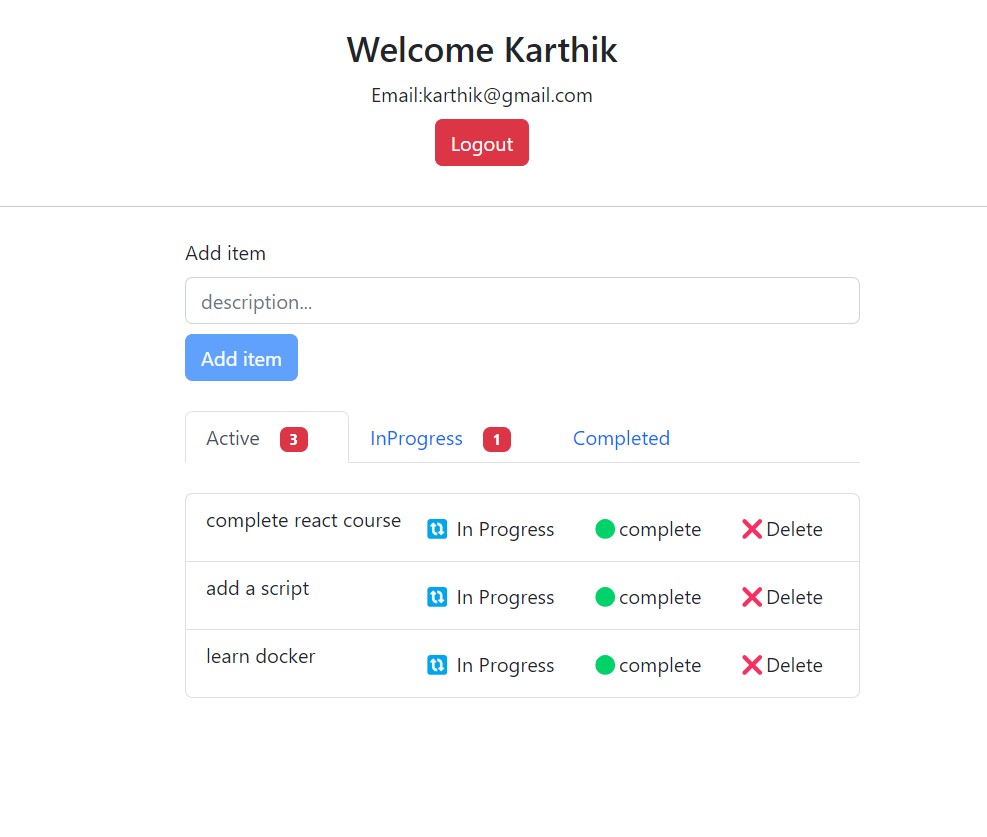 Welcome Karthik
Email:karthik@gmail.com
Logout
Add item
description...
Add item
Active 3 InProgress 1 Completed
complete react course In Progress complete Delete
add a script In Progress complete Delete
learn docker In Progress complete Delete